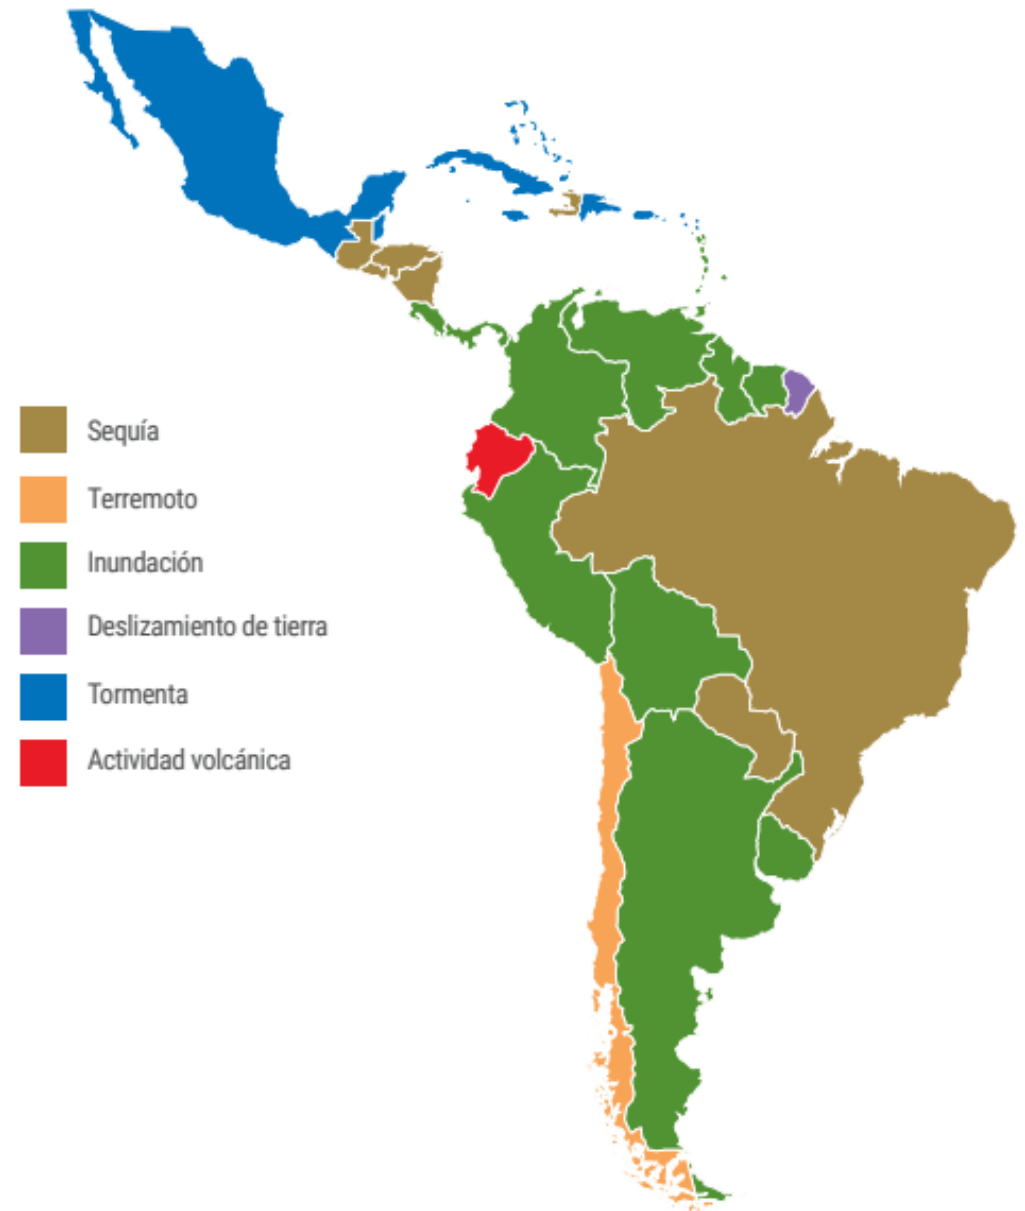 Sequía
Terremoto
Inundación
Deslizamiento de tierra
Tormenta
Actividad volcánica